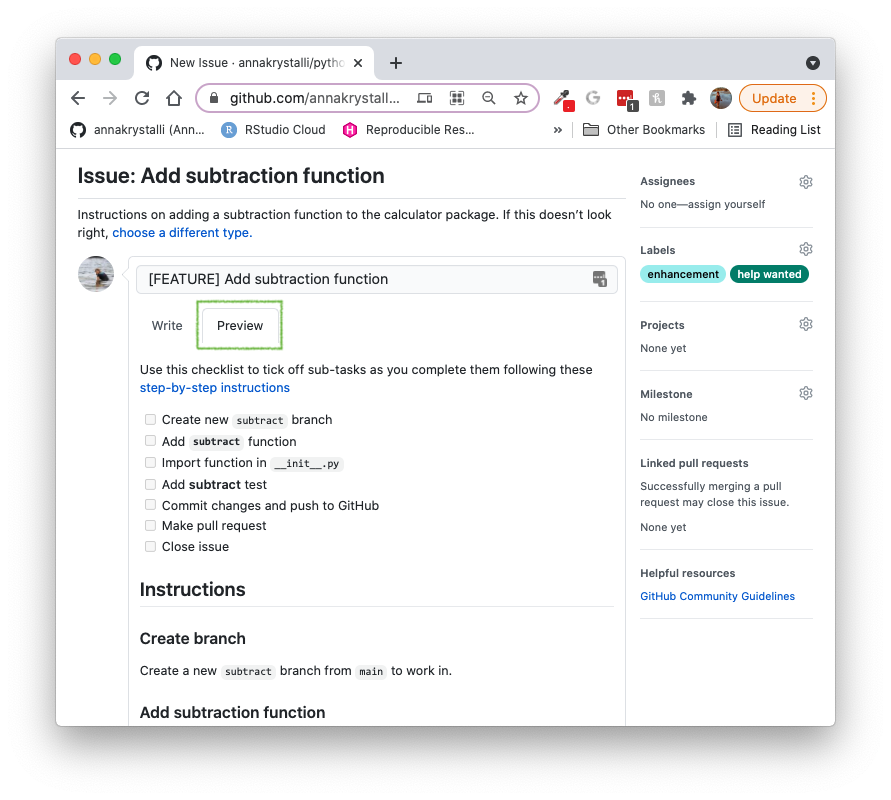 New Issue · annakrystalli/pytho
github.com/annakrystall...
1
Update
annakrystalli (Ann...
R
RStudio Cloud
H
Reproducible Res...
»
Other Bookmarks
Reading List
Issue: Add subtraction function
Instructions on adding a subtraction function to the calculator package. If this doesn’t look
right, choose a different type.
[FEATURE] Add subtraction function
1
Write
Preview
Use this checklist to tick off sub-tasks as you complete them following these
step-by-step instructions
Create new subtract branch
Add subtract function
Import function in __init__.py
Add subtract test
Commit changes and push to GitHub
Make pull request
Close issue
Instructions
Create branch
Create a new subtract branch from main to work in.
Add subtraction function
Assignees
No one—assign yourself
Labels
enhancement help wanted
Projects
None yet
Milestone
No milestone
Linked pull requests
Successfully merging a pull
request may close this issue.
None yet
Helpful resources
GitHub Community Guidelines